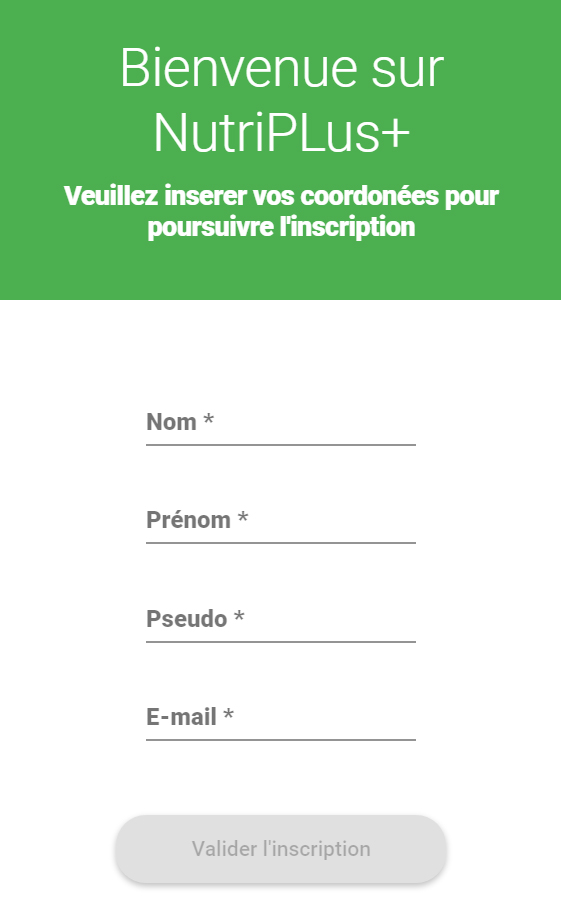 Bienvenue sur
NutriPLus+
Veuillez inserer vos coordonées pour
poursuivre l'inscription
Nom *
Prénom *
Pseudo *
E-mail *
Valider l'inscription